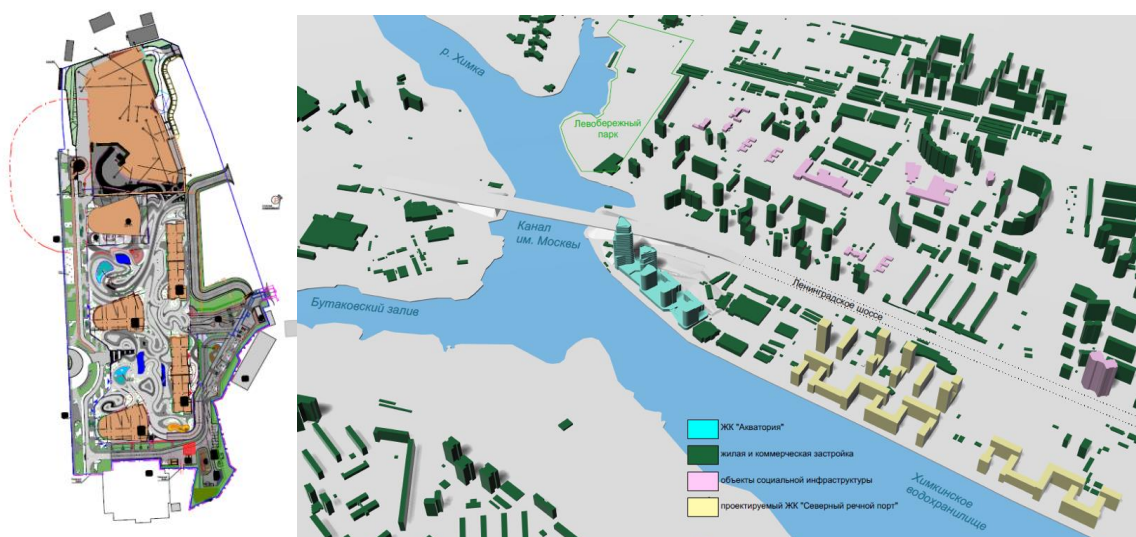 р. Химка
Левобережный
парк
Канал
им. Москвы
Бутаковский залив
Ленинградское шоссе
ЖК "Акватория"
жилая и коммерческая застройка
объекты социальной инфраструктуры
проектируемый ЖК "Северный речной порт"
Химкинское
водохранилище